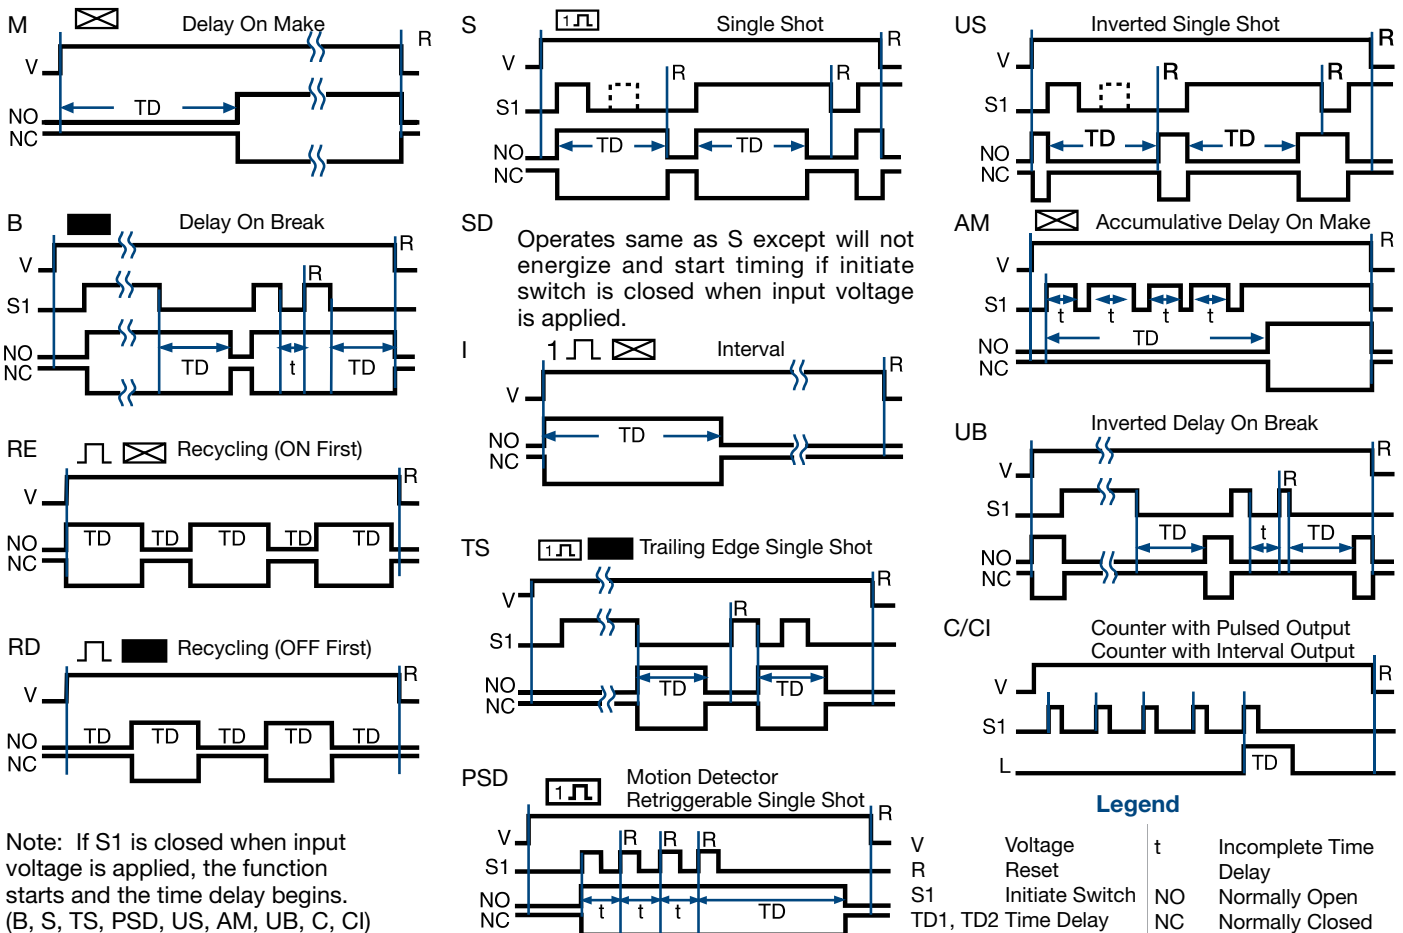 M Delay On Make
R
V
TD
NO
NC
B Delay On Break
R
V
R
S1
NO
NC
TD t TD
RE Recycling (ON First)
R
V
TD TD TD TD TD
NO
NC
RD Recycling (OFF First)
R
V
TD TD TD TD TD
NO
NC
Note: If S1 is closed when input
voltage is applied, the function
starts and the time delay begins.
(B, S, TS, PSD, US, AM, UB, C, CI)
S 1 Single Shot
R
V
R R
S1
TD TD
NO
NC
SD
Operates same as S except will not
energize and start timing if initiate
switch is closed when input voltage
is applied.
I 1 Interval
R
V
TD
NO
NC
TS 1 Trailing Edge Single Shot
R
V
R
S1
NO
NC
TD TD
PSD 1 Motion Detector
Retriggerable Single Shot
R
V
R R R
S1
NO
NC
t t t TD
US Inverted Single Shot
R
V
R R
S1
TD TD
NO
NC
AM Accumulative Delay On Make
R
V
S1
t t t t
TD
NO
NC
UB Inverted Delay On Break
R
V
R
S1
TD t TD
NO
NC
C/CI Counter with Pulsed Output
Counter with Interval Output
R
V
S1
L TD
Legend
V Voltage
R Reset
S1 Initiate Switch
TD1, TD2 Time Delay
t Incomplete Time
Delay
NO Normally Open
NC Normally Closed